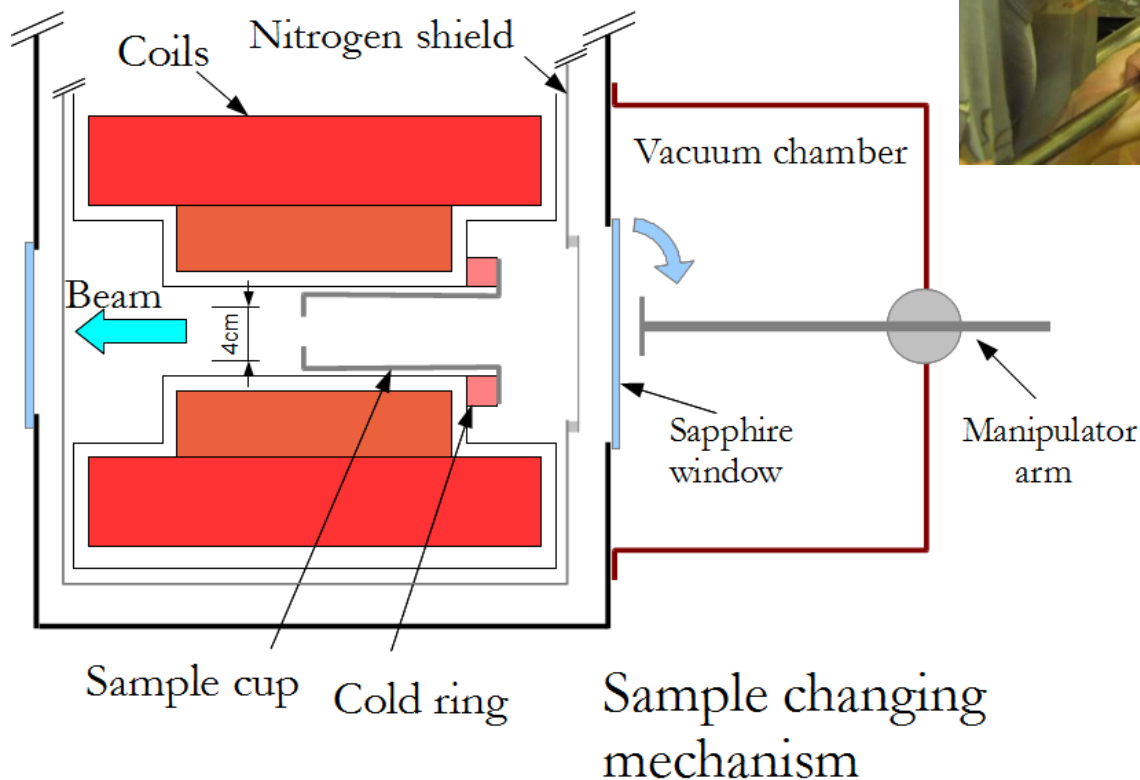 Nitrogen shield
Coils
Vacuum chamber
Beam
4cm
Sapphire
window
Manipulator
arm
Sample cup
Cold ring
Sample changing
mechanism